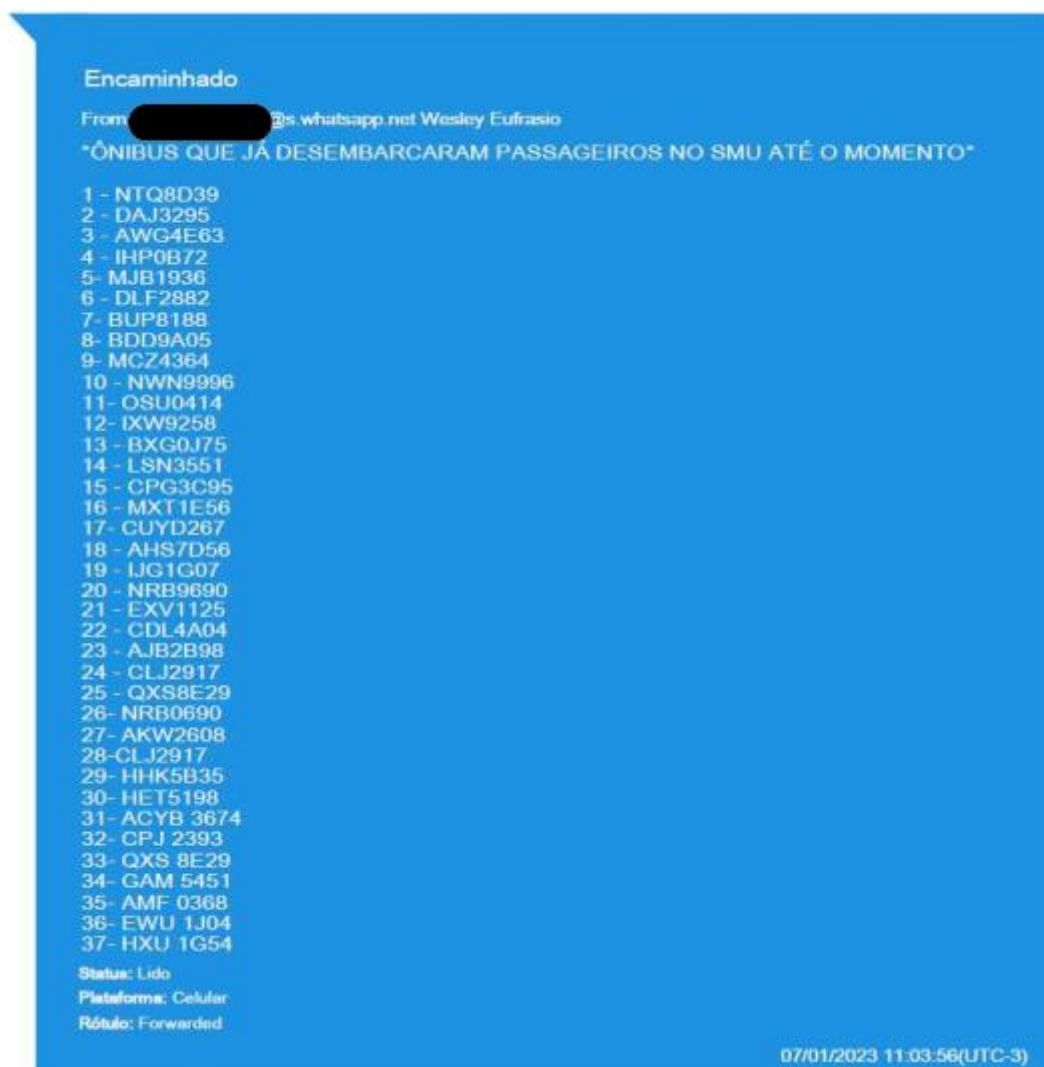 Encaminhado
From @s.whatsapp.net Wesley Eufrasio
"ÔNIBUS QUE JÁ DESEMBARCARAM PASSAGEIROS NO SMU ATÉ O MOMENTO"
1 - NTQ8D39
2 - DAJ3295
3 - AWG4E63
4 - IHP0B72
5- MJB1936
6 - DLF2882
7- BUP8188
8- BDD9A05
9- MCZ4364
10 - NWN9996
11- OSU0414
12- IXW9258
13 - BXG0J75
14 - LSN3551
15 - CPG3C95
16 - MXT1E56
17- CUYD267
18 - AHS7D56
19 - IJG1G07
20 - NRB9690
21 - EXV1125
22 - CDL4A04
23 - AJB2B98
24 - CLJ2917
25 - QXS8E29
26- NRB0690
27- AKW2608
28-CLJ2917
29- HHK5B35
30- HET5198
31- ACYB 3674
32- CPJ 2393
33- QXS 8E29
34- GAM 5451
35- AMF 0368
36- EWU 1J04
37- HXU 1G54
Status: Lido
Plataforma: Celular
Rótulo: Forwarded
07/01/2023 11:03:56(UTC-3)